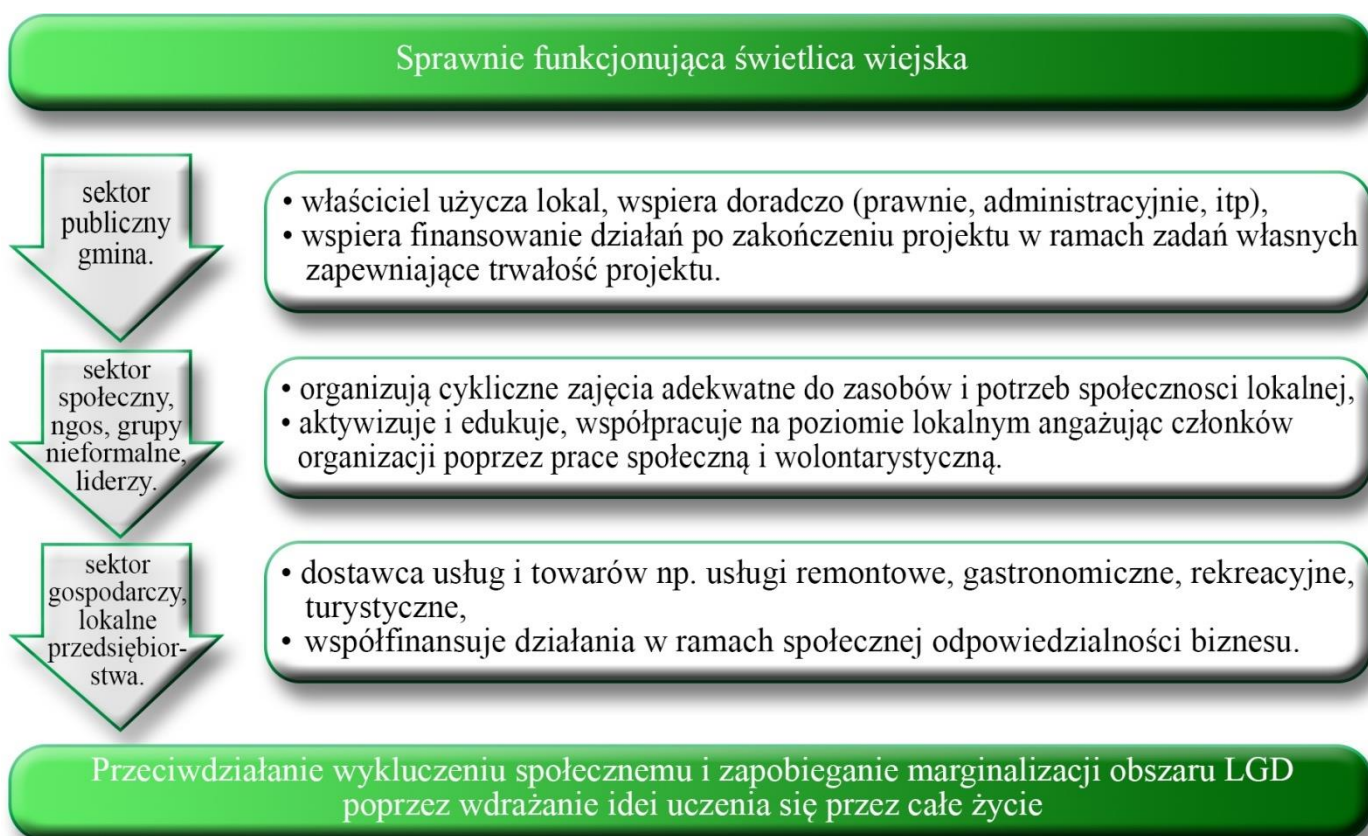 Sprawnie funkcjonująca świetlica wiejska
sektor
publiczny
gmina.
• właściciel użycza lokal, wspiera doradczo (prawnie, administracyjnie, itp),
• wspiera finansowanie działań po zakończeniu projektu w ramach zadań własnych
zapewniające trwałość projektu.
sektor
społeczny,
ngos, grupy
nieformalne,
liderzy.
• organizują cykliczne zajęcia adekwatne do zasobów i potrzeb społecznosci lokalnej,
• aktywizuje i edukuje, współpracuje na poziomie lokalnym angażując członków
organizacji poprzez prace społeczną i wolontarystyczną.
sektor
gospodarczy,
lokalne
przedsiębior-
stwa.
• dostawca usług i towarów np. usługi remontowe, gastronomiczne, rekreacyjne,
turystyczne,
• współfinansuje działania w ramach społecznej odpowiedzialności biznesu.
Przeciwdziałanie wykluczeniu społecznemu i zapobieganie marginalizacji obszaru LGD
poprzez wdrażanie idei uczenia się przez całe życie